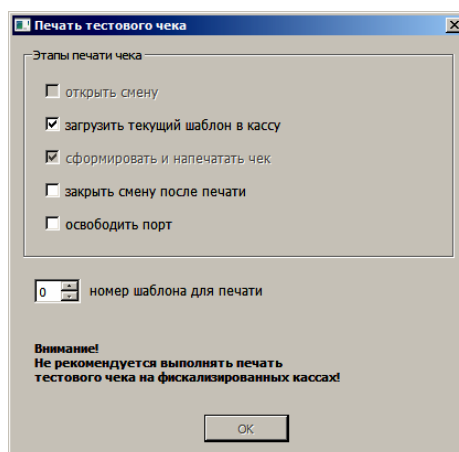 Печать тестового чека
Этапы печати чека
открыть смену
загрузить текущий шаблон в кассу
сформировать и напечатать чек
закрыть смену после печати
освободить порт
0 номер шаблона для печати
Внимание!
Не рекомендуется выполнять печать
тестового чека на фискализированных кассах!
OK